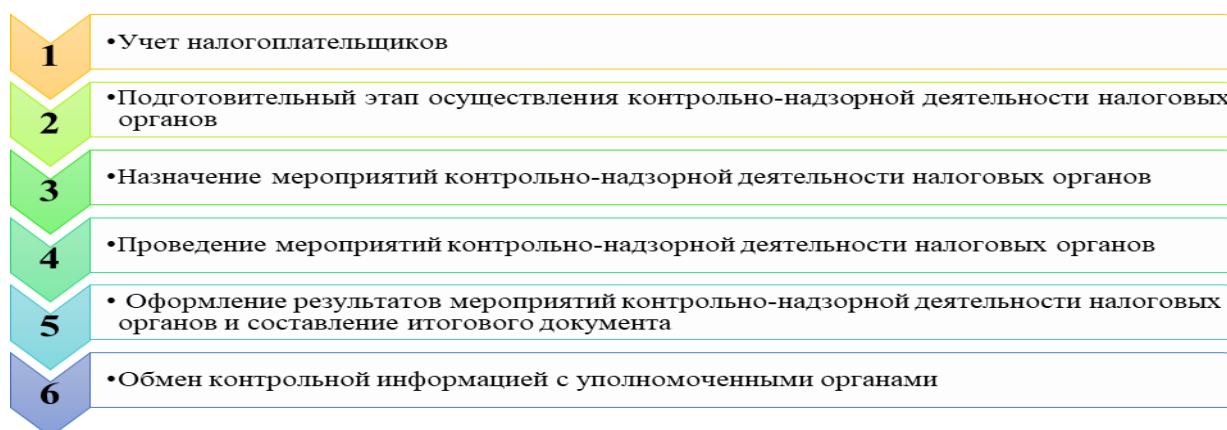 1
•Учет налогоплательщиков
2
•Подготовительный этап осуществления контрольно-надзорной деятельности налоговых
органов
3
•Назначение мероприятий контрольно-надзорной деятельности налоговых органов
4
•Проведение мероприятий контрольно-надзорной деятельности налоговых органов
5
• Оформление результатов мероприятий контрольно-надзорной деятельности налоговых
органов и составление итогового документа
6
•Обмен контрольной информацией с уполномоченными органами